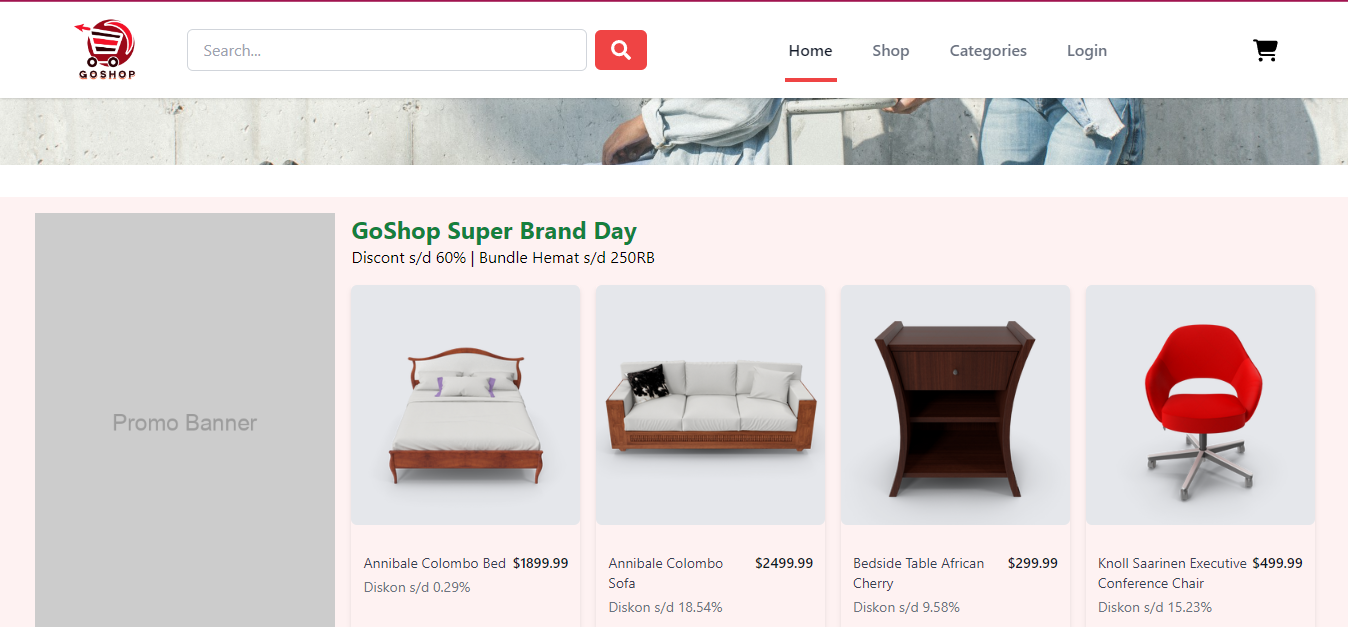 GOSHOP
Search...
Home
Shop
Categories
Login
GoShop Super Brand Day
Discont s/d 60% | Bundle Hemat s/d 250RB
Promo Banner
Annibale Colombo Bed $1899.99
Diskon s/d 0.29%
Annibale Colombo $2499.99
Sofa
Diskon s/d 18.54%
Bedside Table African $299.99
Cherry
Diskon s/d 9.58%
Knoll Saarinen Executive $499.99
Conference Chair
Diskon s/d 15.23%